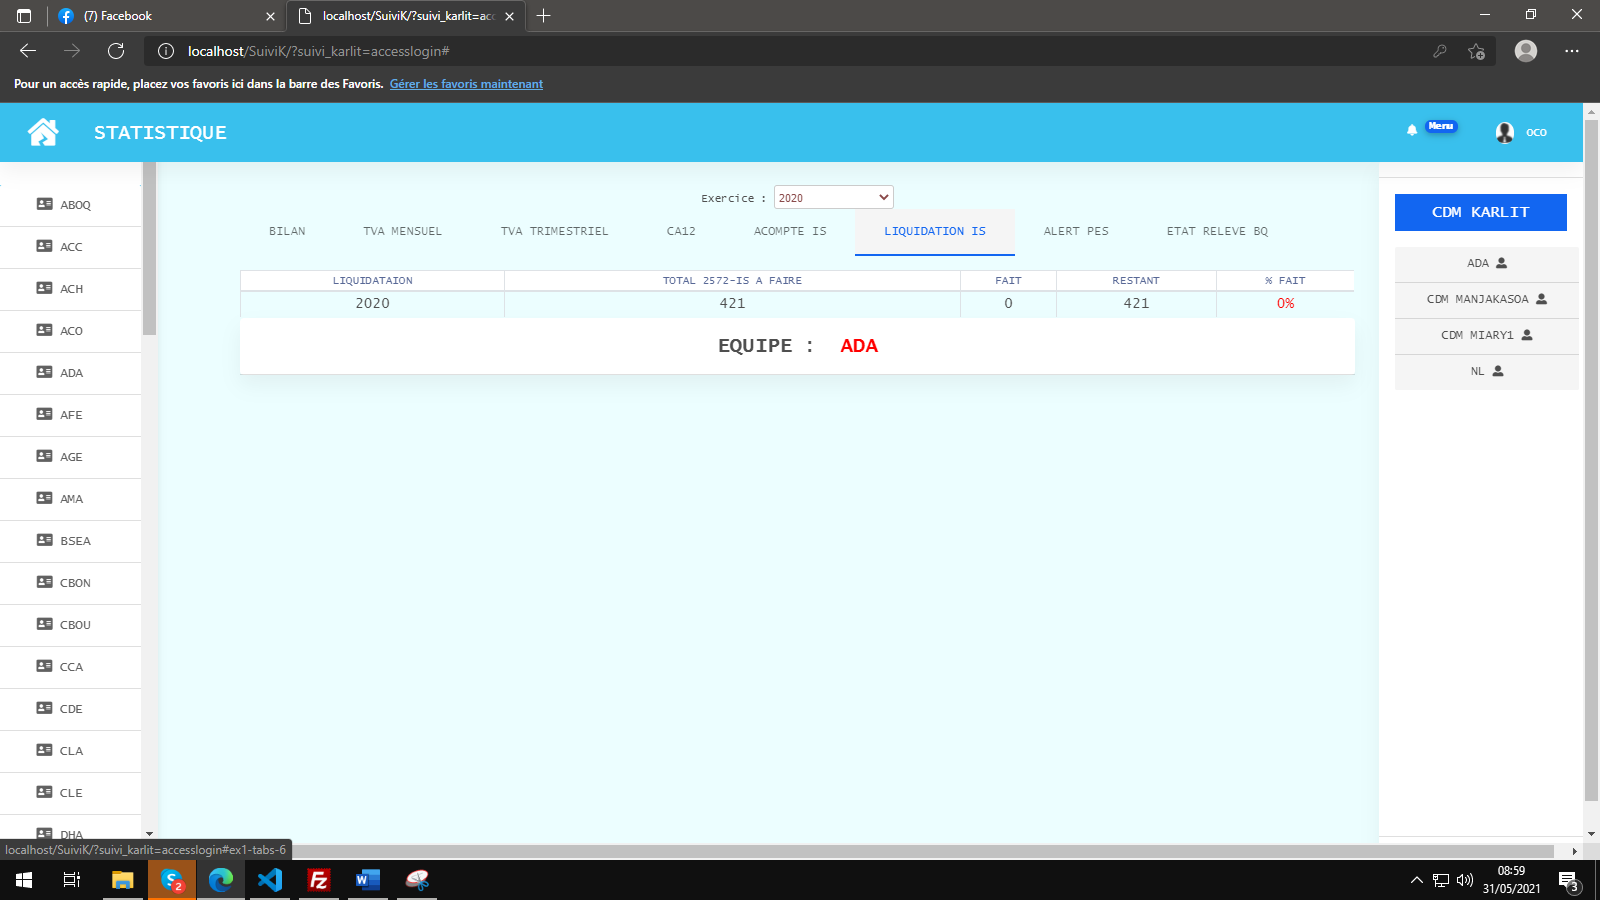 (7) Facebook
localhost/SuiviK/?suivi_karlit=acc
localhost/SuiviK/?suivi_karlit=accesslogin#
Pour un accès rapide, placez vos favoris ici dans la barre des Favoris. Gérer les favoris maintenant
STATISTIQUE
Menu
OCO
ABOQ
ACC
ACH
ACO
ADA
AFE
AGE
AMA
BSEA
CBON
CBOU
CCA
CDE
CLA
CLE
DHA
Exercice : 2020
BILAN TVA MENSUEL TVA TRIMESTRIEL CA12 ACOMPTE IS LIQUIDATION IS ALERT PES ETAT RELEVE BQ
LIQUIDATAION TOTAL 2572-IS A FAIRE FAIT RESTANT % FAIT
2020 421 0 421 0%
EQUIPE : ADA
CDM KARLIT
ADA
CDM MANJAKASOA
CDM MIARY1
NL
localhost/SuiviK/?suivi_karlit=accesslogin#ex1-tabs-6
2
08:59
31/05/2021
3